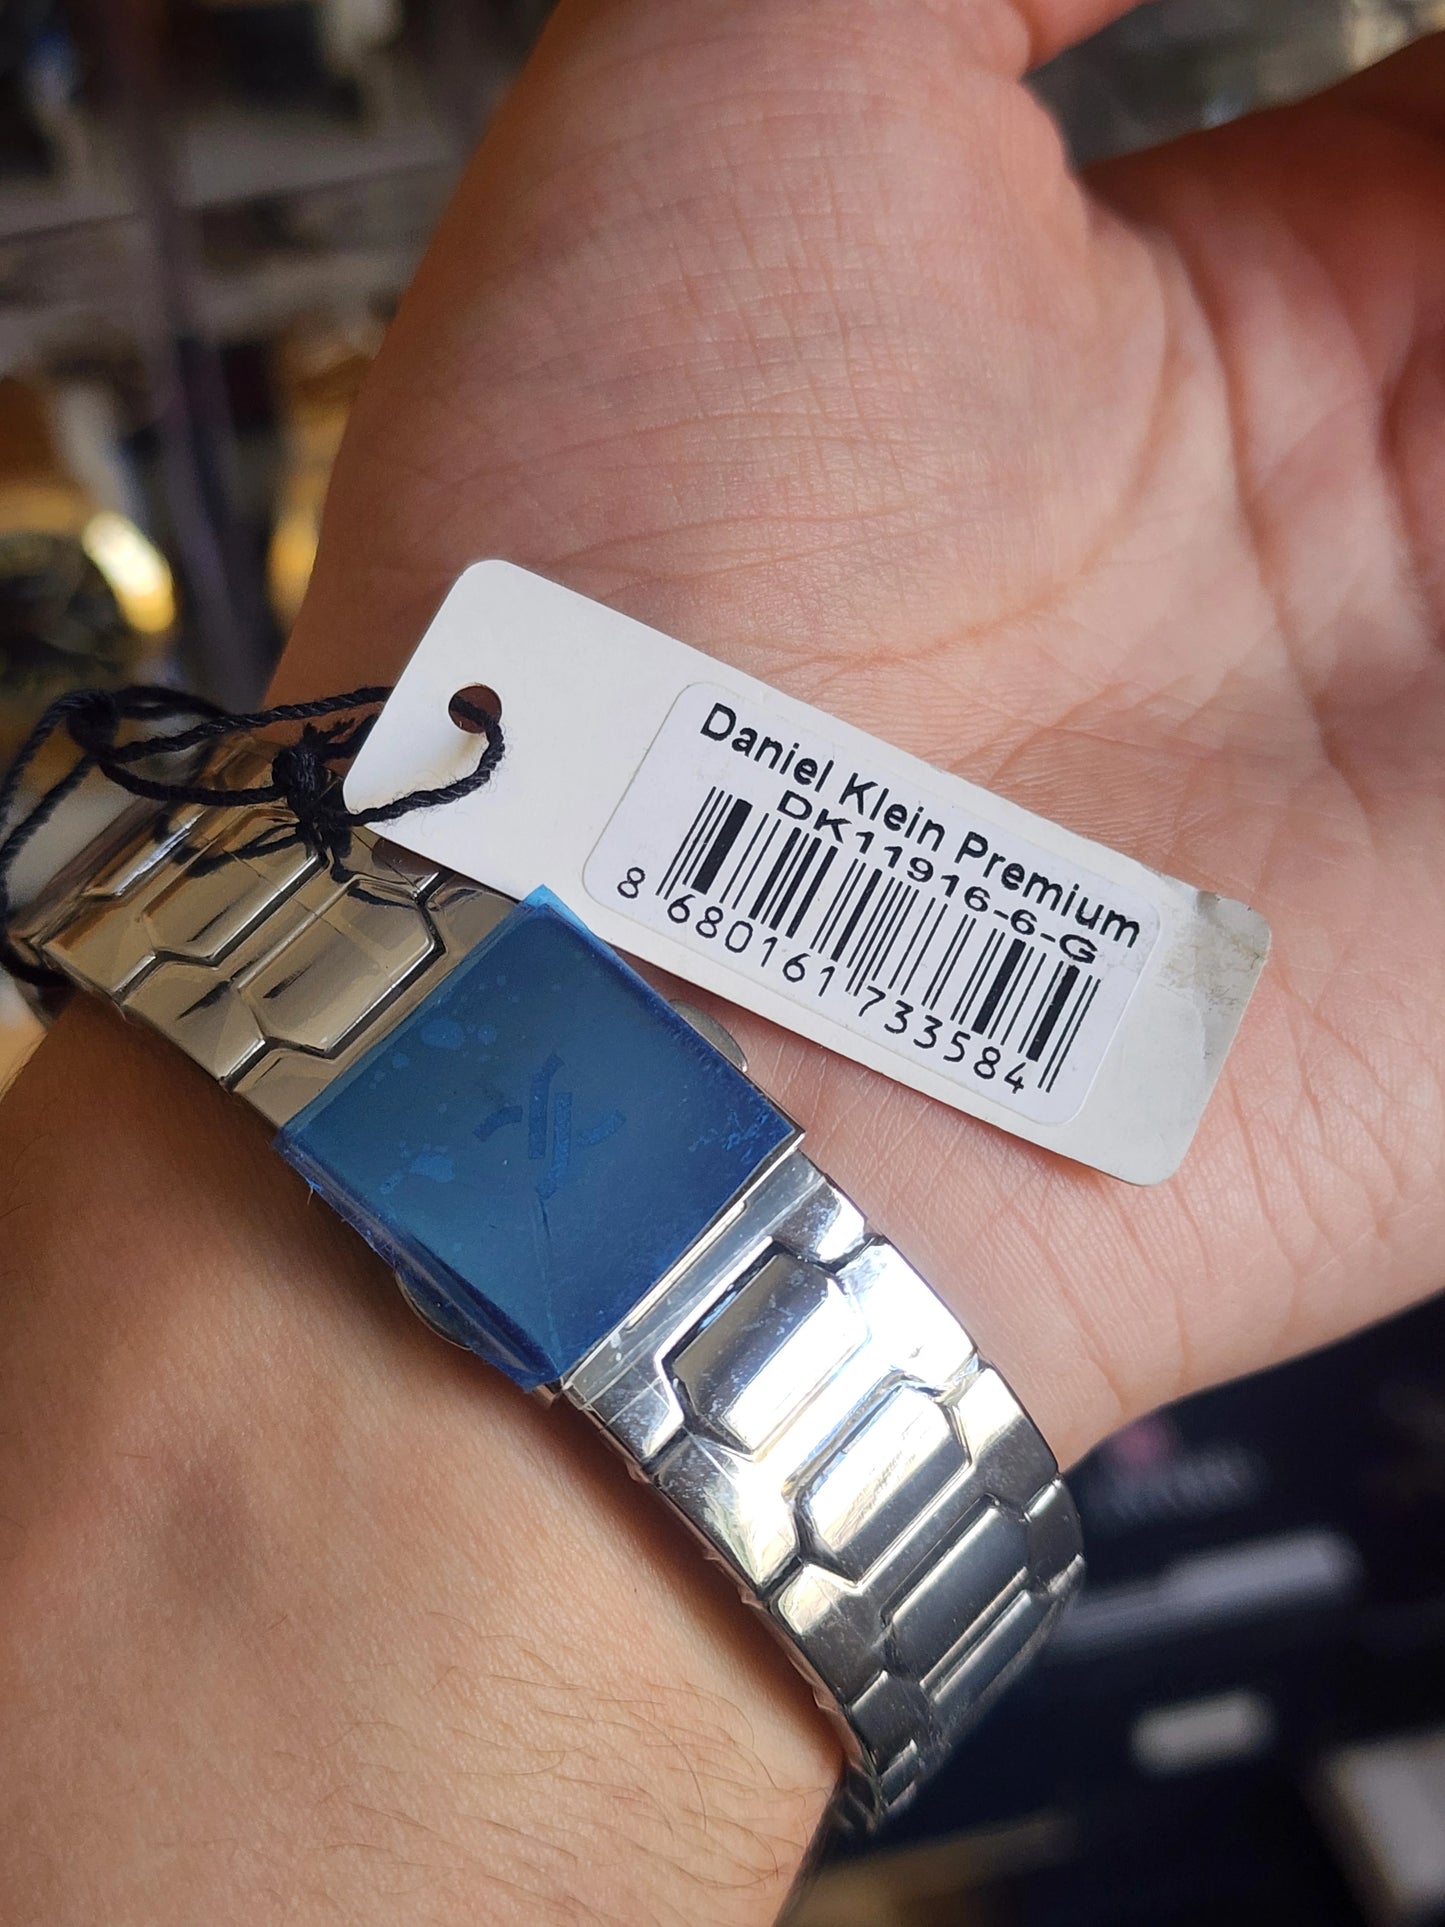 Daniel Klein Premium
DK11916-6-G
8 680161 733584